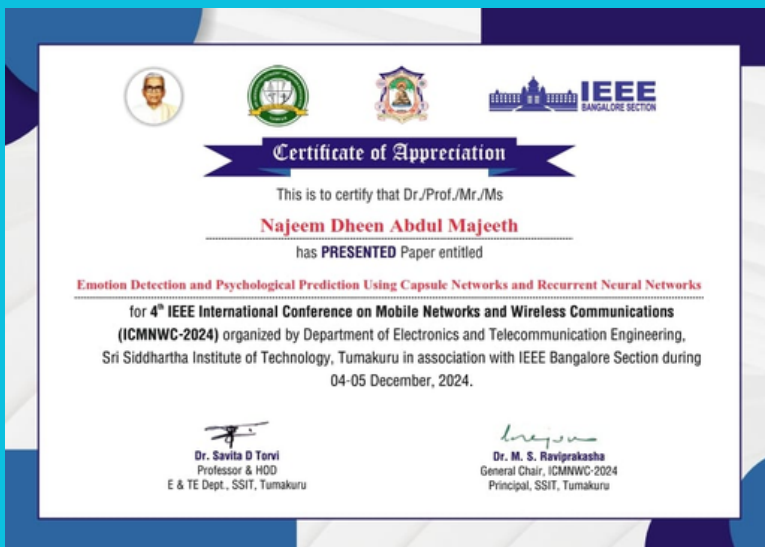 IEEE
BANGALORE SECTION
Certificate of Appreciation
This is to certify that Dr./Prof./Mr./Ms
Najeem Dheen Abdul Majeeth
has PRESENTED Paper entitled
Emotion Detection and Psychological Prediction Using Capsule Networks and Recurrent Neural Networks
for 4th IEEE International Conference on Mobile Networks and Wireless Communications
(ICMNWC-2024) organized by Department of Electronics and Telecommunication Engineering,
Sri Siddhartha Institute of Technology, Tumakuru in association with IEEE Bangalore Section during
04-05 December, 2024.
Dr. Savita D Torvi
Professor & HOD
E & TE Dept., SSIT, Tumakuru
Dr. M. S. Raviprakasha
General Chair, ICMNWC-2024
Principal, SSIT, Tumakuru